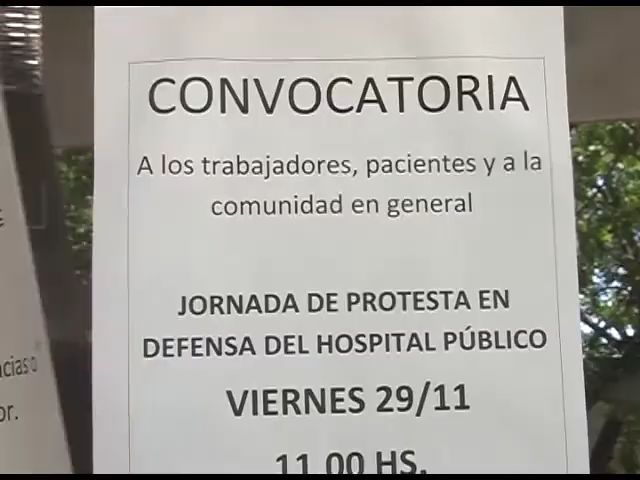 CONVOCATORIA
A los trabajadores, pacientes y a la
comunidad en general
JORNADA DE PROTESTA EN
DEFENSA DEL HOSPITAL PÚBLICO
VIERNES 29/11
11.00 HS.